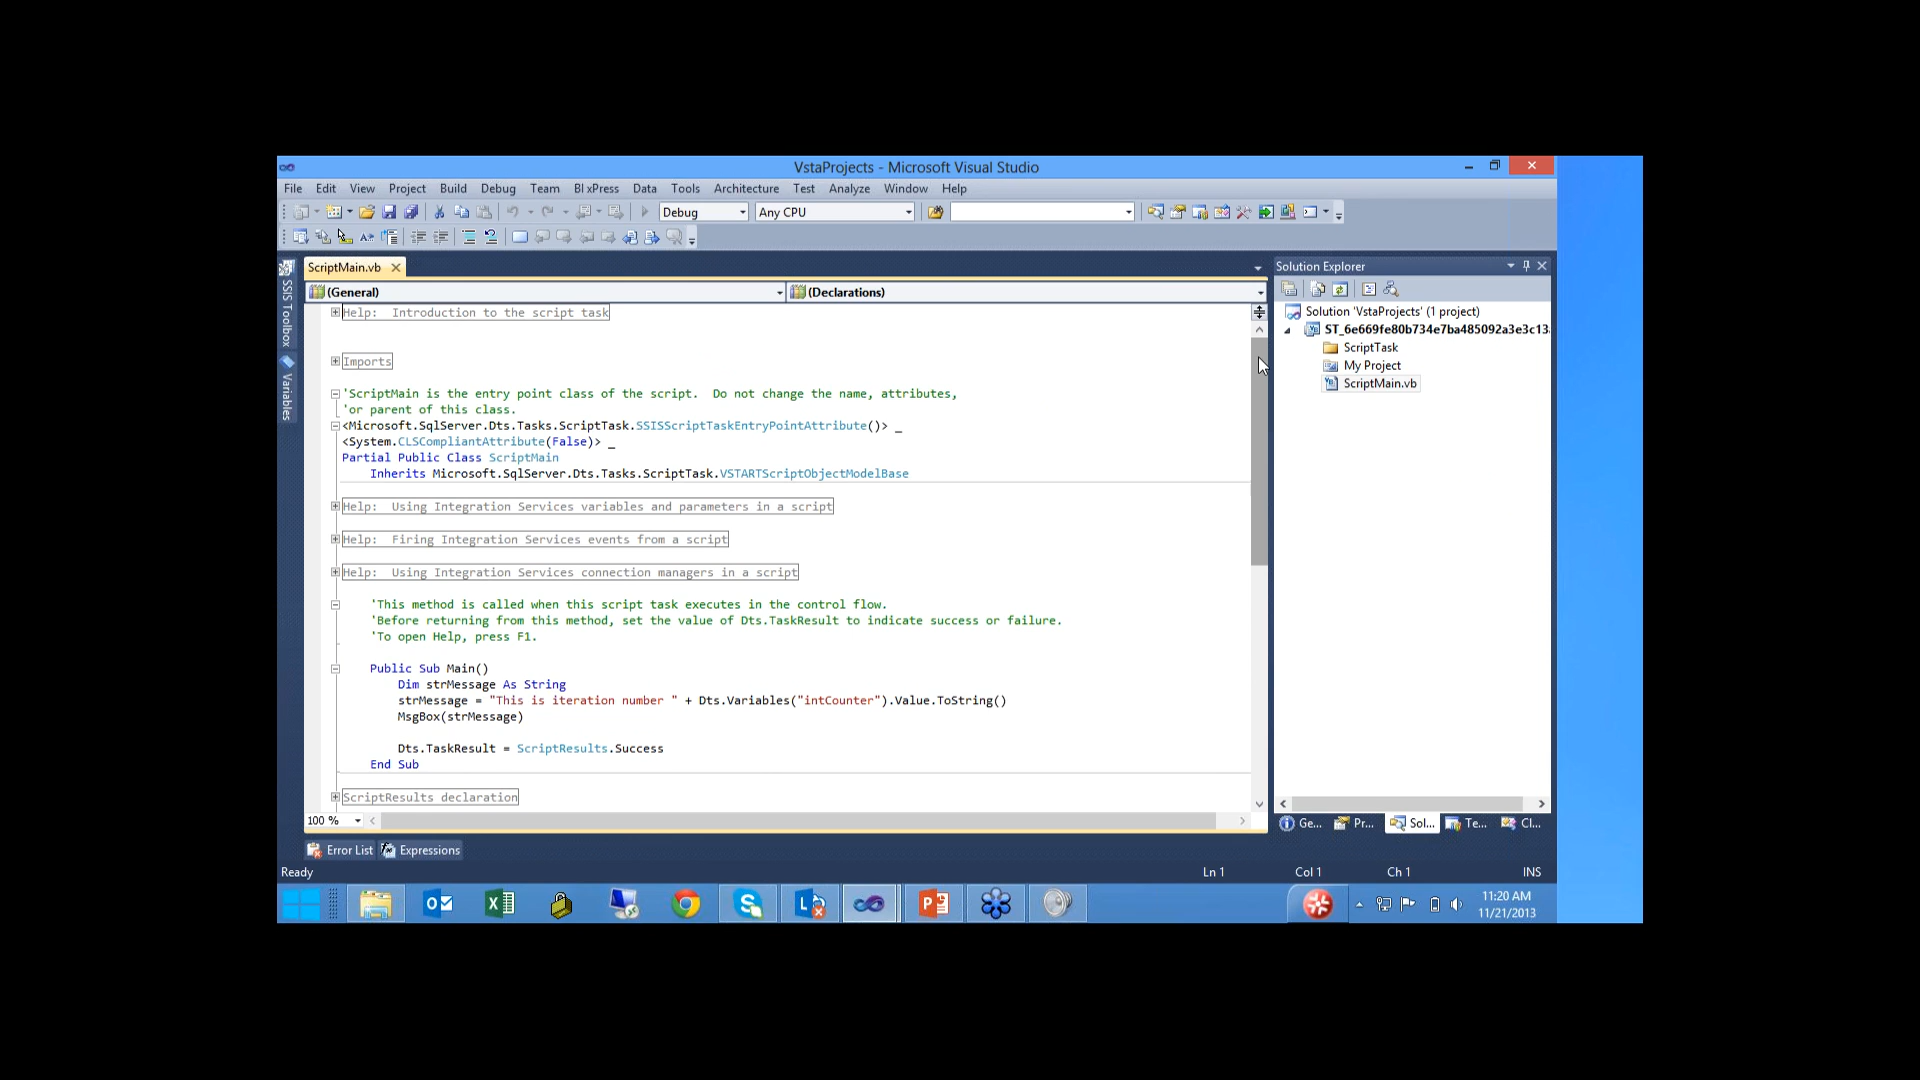 VstaProjects - Microsoft Visual Studio
File Edit View Project Build Debug Team BI xPress Data Tools Architecture Test Analyze Window Help
Debug Any CPU
ScriptMain.vb
(General) (Declarations)
Help:  Introduction to the script task
Imports
'ScriptMain is the entry point class of the script.  Do not change the name, attributes,
'or parent of this class.
<Microsoft.SqlServer.Dts.Tasks.ScriptTask.SSISScriptTaskEntryPointAttribute()> _
<System.CLSCompliantAttribute(False)> _
Partial Public Class ScriptMain
Inherits Microsoft.SqlServer.Dts.Tasks.ScriptTask.VSTARTScriptObjectModelBase
Help:  Using Integration Services variables and parameters in a script
Help:  Firing Integration Services events from a script
Help:  Using Integration Services connection managers in a script
'This method is called when this script task executes in the control flow.
'Before returning from this method, set the value of Dts.TaskResult to indicate success or failure.
'To open Help, press F1.
Public Sub Main()
Dim strMessage As String
strMessage = "This is iteration number " + Dts.Variables("intCounter").Value.ToString()
MsgBox(strMessage)
Dts.TaskResult = ScriptResults.Success
End Sub
ScriptResults declaration
100 %
SSIS Toolbox
Variables
Solution Explorer
Solution 'VstaProjects' (1 project)
ST_6e669fe80b734e7ba485092a3e3c13
ScriptTask
My Project
ScriptMain.vb
Ge... Pr... Sol... Te... Cl...
Error List Expressions
Ready Ln 1 Col 1 Ch 1 INS
11:20 AM
11/21/2013